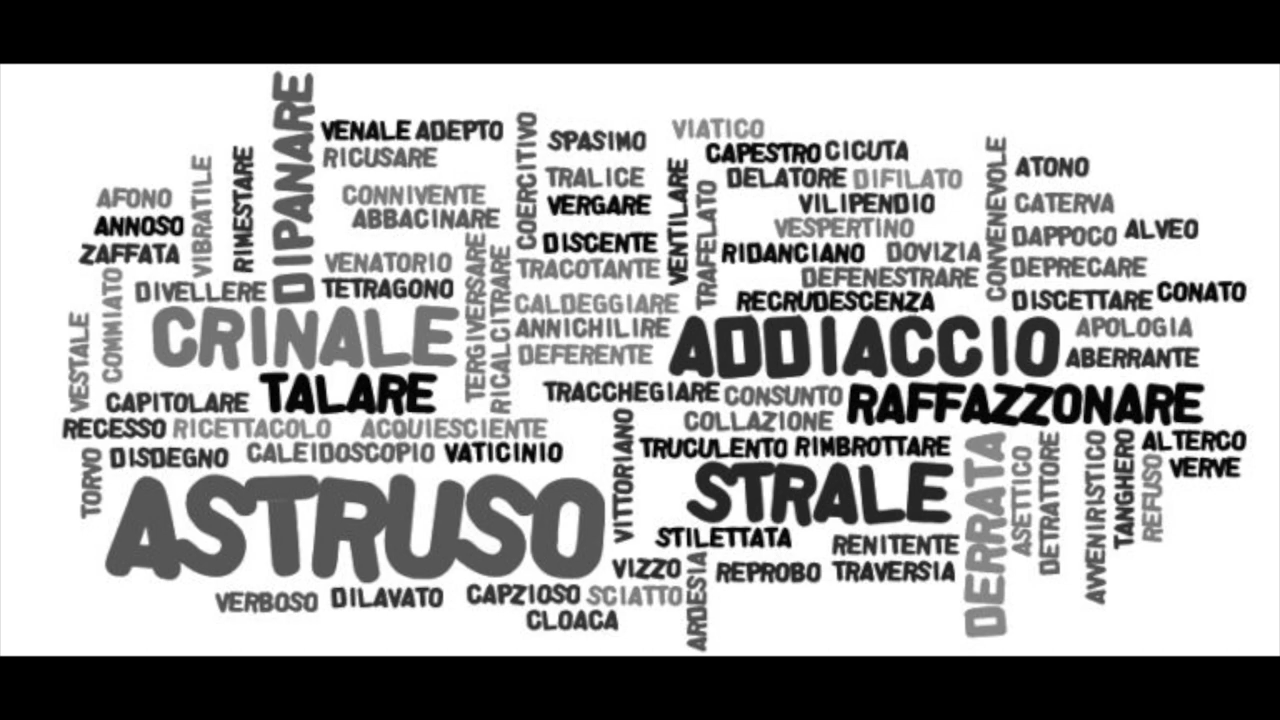 DIPANARE
VENALE ADEPTO
RICUSARE
COERCITIVO
SPASIMO
VIATICO
CAPESTRO CICUTA
ATONO
VIBRATILE
RIMESTARE
AFONO
CONNIVENTE
ABBACINARE
TRALICE
VERGARE
VENTILARE
TRAFELATO
DELATORE DIFILATO
VILIPENDIO
CONVENEVOLE
CATERVA
ANNOSO
ZAFFATA
DISCENTE
VESPERTINO
DAPPOCO ALVEO
VENATORIO
TERGIVERSARE
RICALCITRARE
TRACOTANTE
RIDANCIANO DOVIZIA
DEPRECARE
COMMIATO
DIVELLERE
TETRAGONO
DEFENESTRARE
RECRUDESCENZA
DISCETTARE CONATO
VESTALE
CRINALE
CALDEGGIARE
ANNICHILIRE
DEFERENTE
ADDIACCIO
APOLOGIA
ABERRANTE
CAPITOLARE
TALARE
TRACCHEGIARE CONSUNTO RAFFAZZONARE
RECESSO RICETTACOLO ACQUIESCIENTE
COLLAZIONE
TORVO
DISDEGNO CALEIDOSCOPIO VATICINIO
VITTORIANO
TRUCULENTO RIMBROTTARE
DERRATA
ASETTICO
DETRATTORE
AVVENIRISTICO
TANGHERO
REFUSO
ALTERCO
VERVE
ASTRUSO
STRALE
STILETTATA
RENITENTE
VIZZO
ARDESIA
REPROBO TRAVERSIA
VERBOSO DILAVATO CAPZIOSO SCIATTO
CLOACA